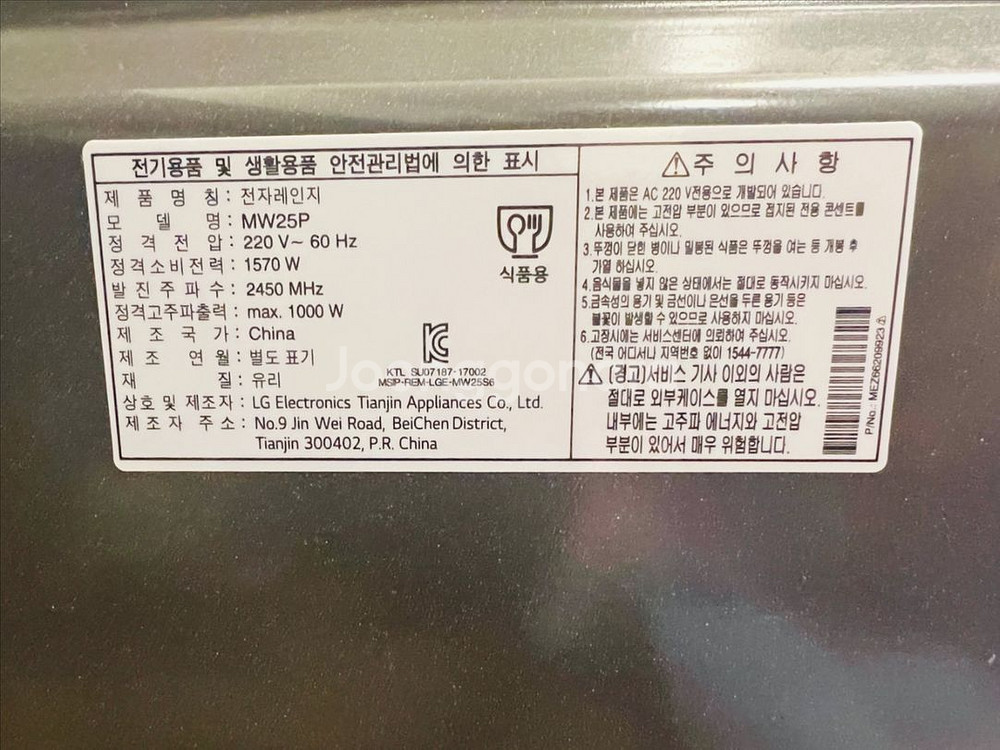 전기용품 및 생활용품 안전관리법에 의한 표시
제 품 명 칭 : 전자레인지
모 델 명 : MW25P
정 격 전 압 : 220 V~ 60 Hz
정격소비전력 : 1570 W
발 진 주 파 수 : 2450 MHz
정격고주파출력 : max. 1000 W
제 조 국 가 : China
제 조 연 월 : 별도 표기
재 질 : 유리
상호 및 제조자 : LG Electronics Tianjin Appliances Co., Ltd.
제 조 자 주 소 : No.9 Jin Wei Road, BeiChen District,
Tianjin 300402, P.R. China
식품용
KTL SU07187-17002
MSIP-REM-LGE-MW25S6
⚠주 의 사 항
1.본 제품은 AC 220 V전용으로 개발되어 있습니다.
2.본 제품에는 고전압 부분이 있으므로 접지된 전용 콘센트를
사용하여 주십시오.
3.뚜껑이 닫힌 병이나 밀봉된 식품은 뚜껑을 여는 등 개봉 후
가열 하십시오.
4.음식물을 넣지 않은 상태에서는 절대로 동작시키지 마십시오.
5.금속성의 용기 및 금선이나 은선을 두른 용기 등은
불꽃이 발생할 수 있으므로 사용하지 마십시오.
6.고장시에는 서비스센터에 의뢰하여 주십시오.
(전국 어디서나 지역번호 없이 1544-7777)
⚠ (경고)서비스 기사 이외의 사람은
절대로 외부케이스를 열지 마십시오.
내부에는 고주파 에너지와 고전압
부분이 있어서 매우 위험합니다.
P/No.: MEZ66209923